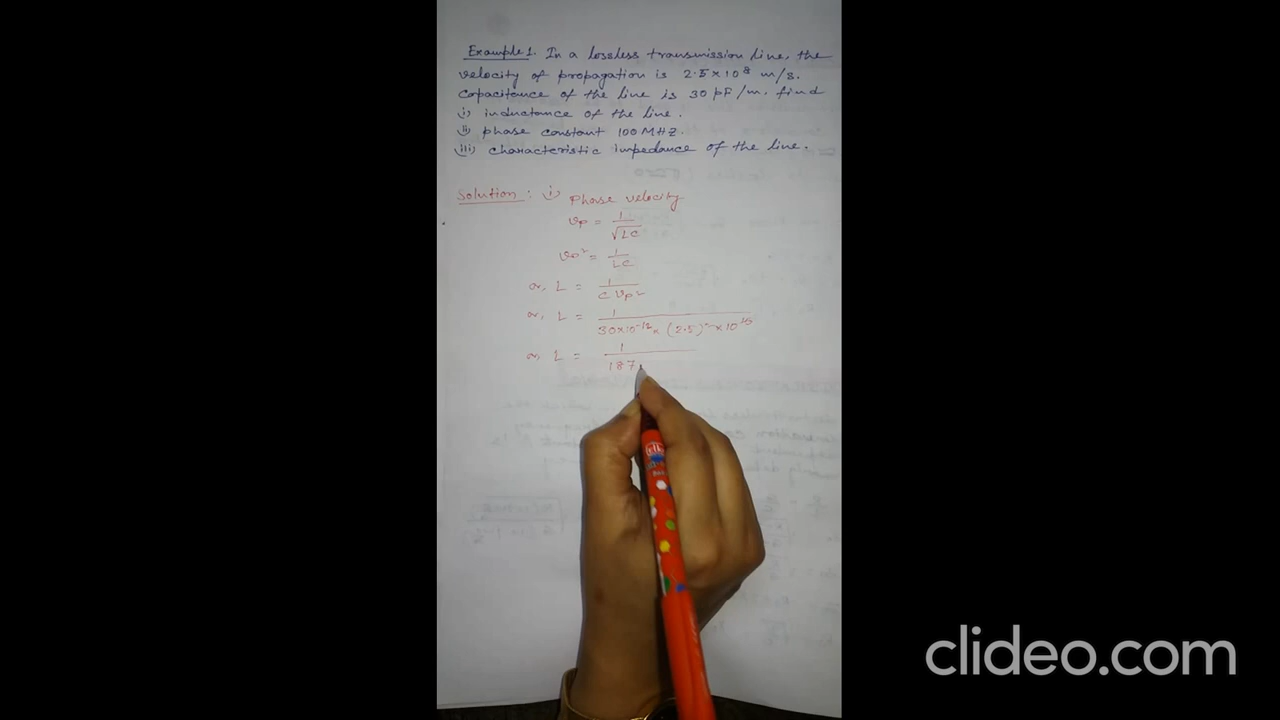 Example 1. In a lossless transmission line, the
velocity of propagation is 2.5×10⁸ m/s.
Capacitance of the line is 30 pF/m. find
i) inductance of the line.
ii) phase constant 100 MHz.
iii) characteristic impedance of the line.
Solution: i) Phase velocity
vp = 1/√LC
vp² = 1/LC
or, L = 1/C vp²
or, L = 1/30×10⁻¹² × (2.5)² × 10¹⁶
or, L = 1/187
clideo.com